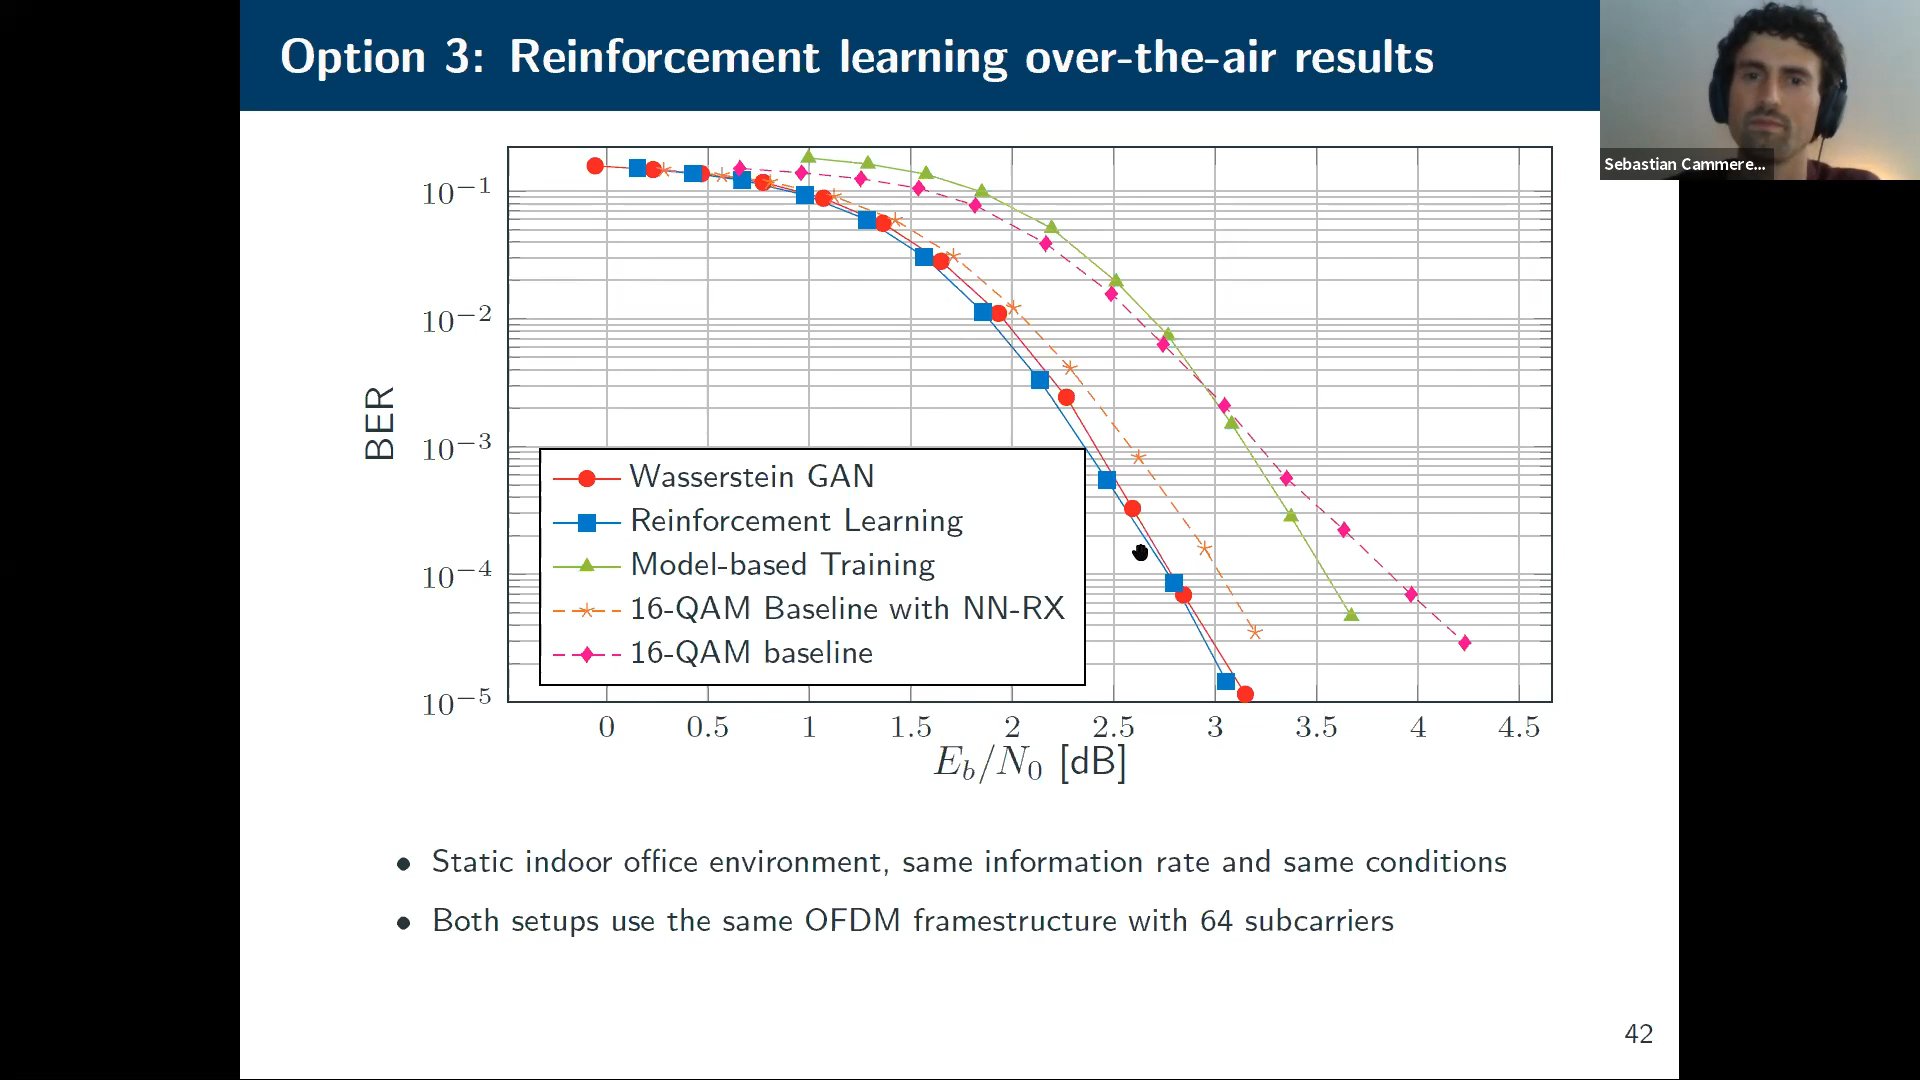 Option 3: Reinforcement learning over-the-air results
Sebastian Cammere...
10⁻¹
10⁻²
10⁻³
10⁻⁴
10⁻⁵
BER
Wasserstein GAN
Reinforcement Learning
Model-based Training
16-QAM Baseline with NN-RX
16-QAM baseline
0 0.5 1 1.5 2 2.5 3 3.5 4 4.5
E_b/N_0 [dB]
• Static indoor office environment, same information rate and same conditions
• Both setups use the same OFDM framestructure with 64 subcarriers
42